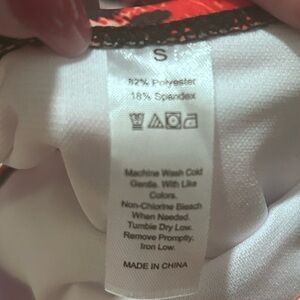 S
82% Polyester
18% Spandex
Machine Wash Cold
Gentle. With Like
Colors.
Non-Chlorine Bleach
When Needed.
Tumble Dry Low.
Remove Promptly.
Iron Low.
MADE IN CHINA